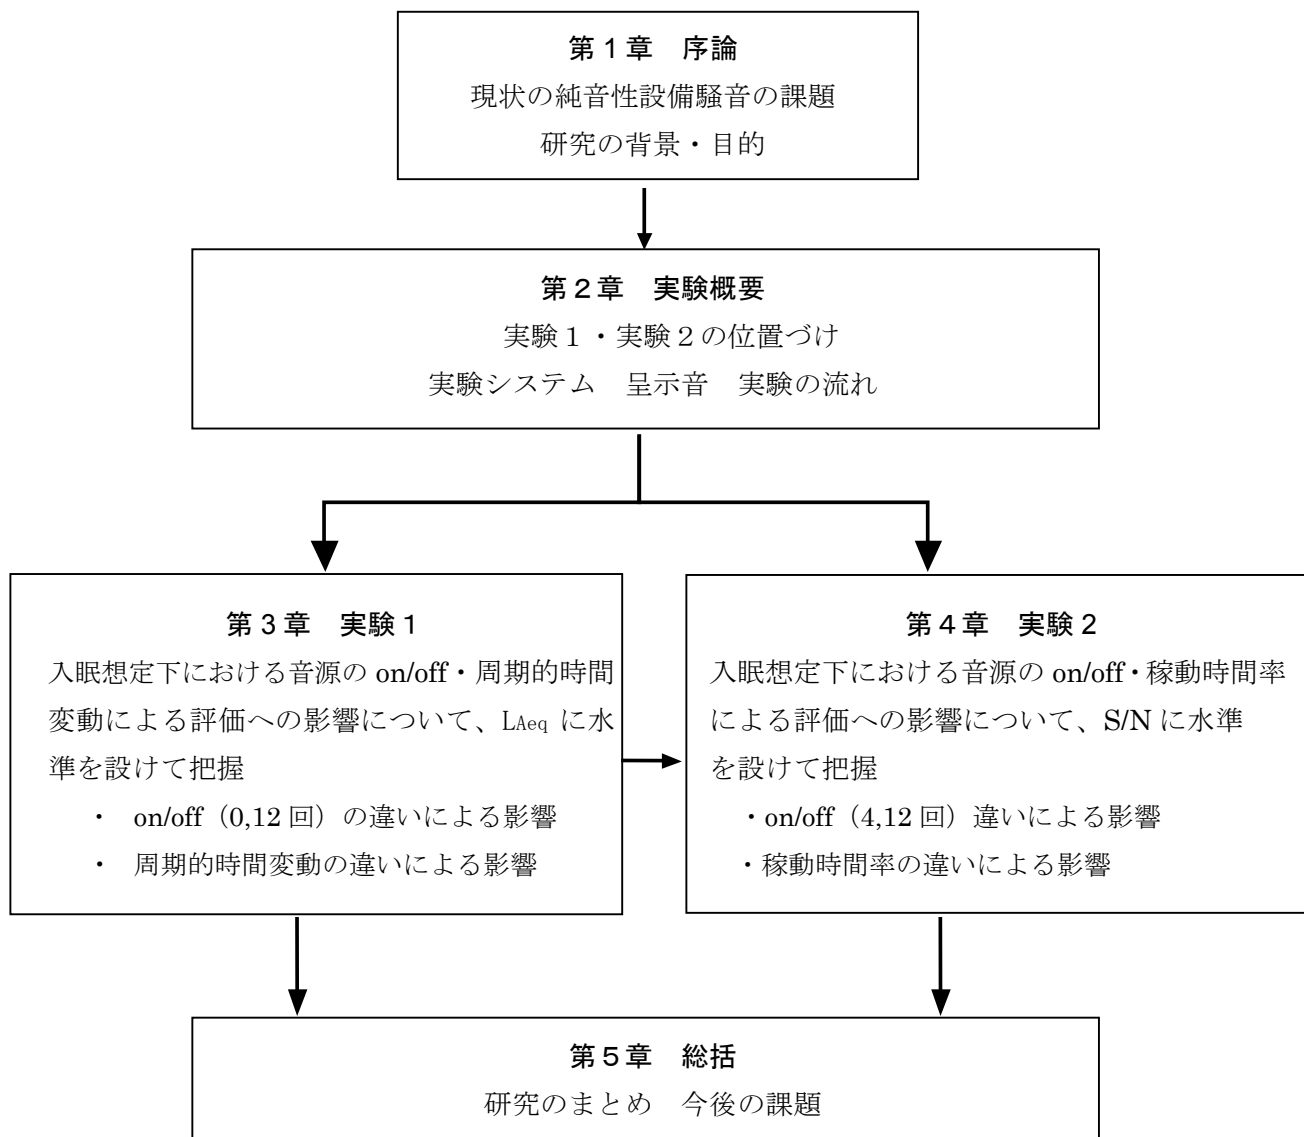 第１章　序論
現状の純音性設備騒音の課題
研究の背景・目的
第２章　実験概要
実験１・実験２の位置づけ
実験システム　呈示音　実験の流れ
第３章　実験１
入眠想定下における音源の on/off・周期的時間
変動による評価への影響について、LAeq に水
準を設けて把握
・　on/off（0,12 回）の違いによる影響
・　周期的時間変動の違いによる影響
第４章　実験２
入眠想定下における音源の on/off・稼動時間率
による評価への影響について、S/N に水準
を設けて把握
・on/off（4,12 回）違いによる影響
・稼動時間率の違いによる影響
第５章　総括
研究のまとめ　今後の課題